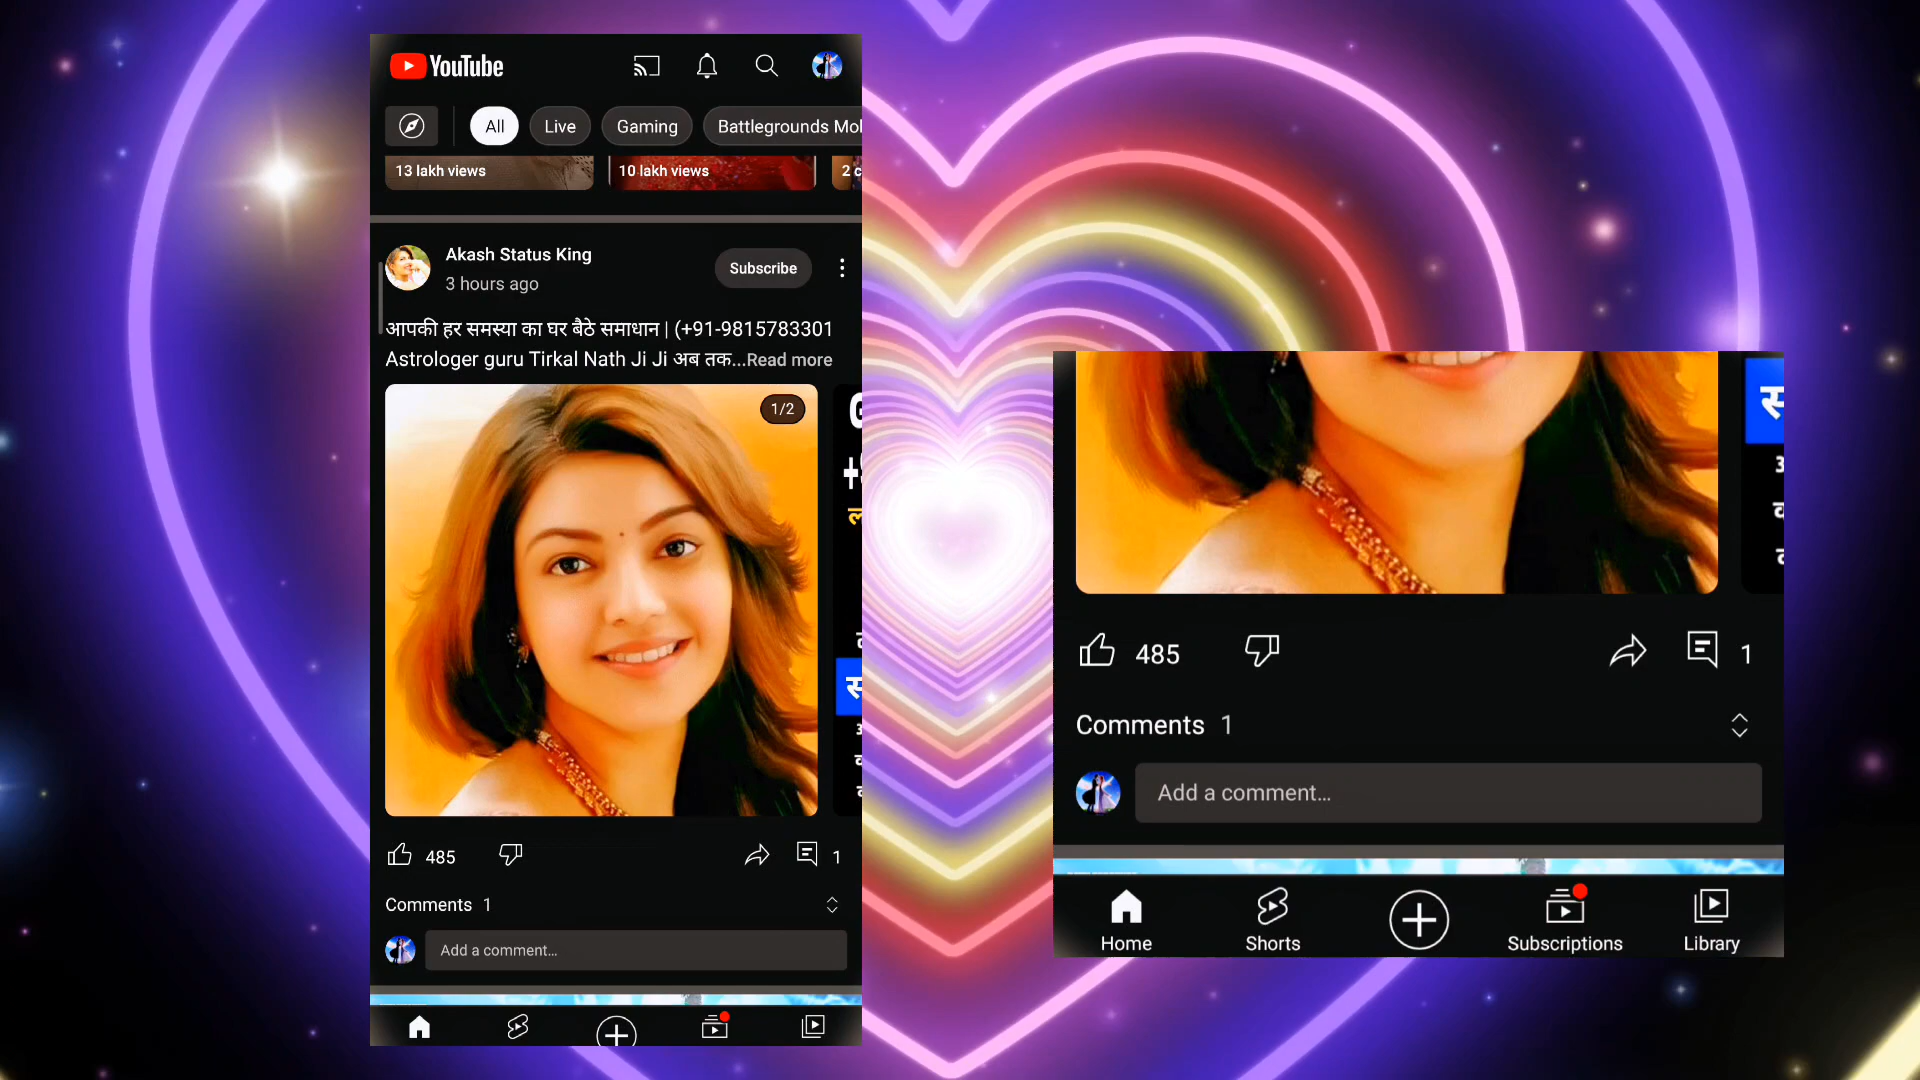 YouTube
All Live Gaming Battlegrounds Mol
13 lakh views 10 lakh views 2 c
Akash Status King
Subscribe
3 hours ago
आपकी हर समस्या का घर बैठे समाधान | (+91-9815783301
Astrologer guru Tirkal Nath Ji Ji अब तक...Read more
1/2
485
1
Comments 1
Add a comment...
स
485
1
Comments 1
Add a comment...
Home Shorts Subscriptions Library